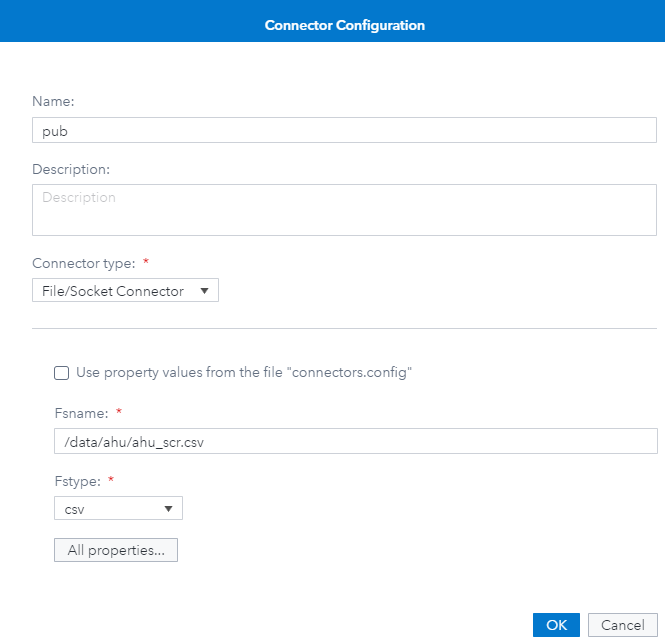 Connector Configuration
Name:
pub
Description:
Description
Connector type: *
File/Socket Connector
Use property values from the file "connectors.config"
Fsname: *
/data/ahu/ahu_scr.csv
Fstype: *
csv
All properties...
OK Cancel